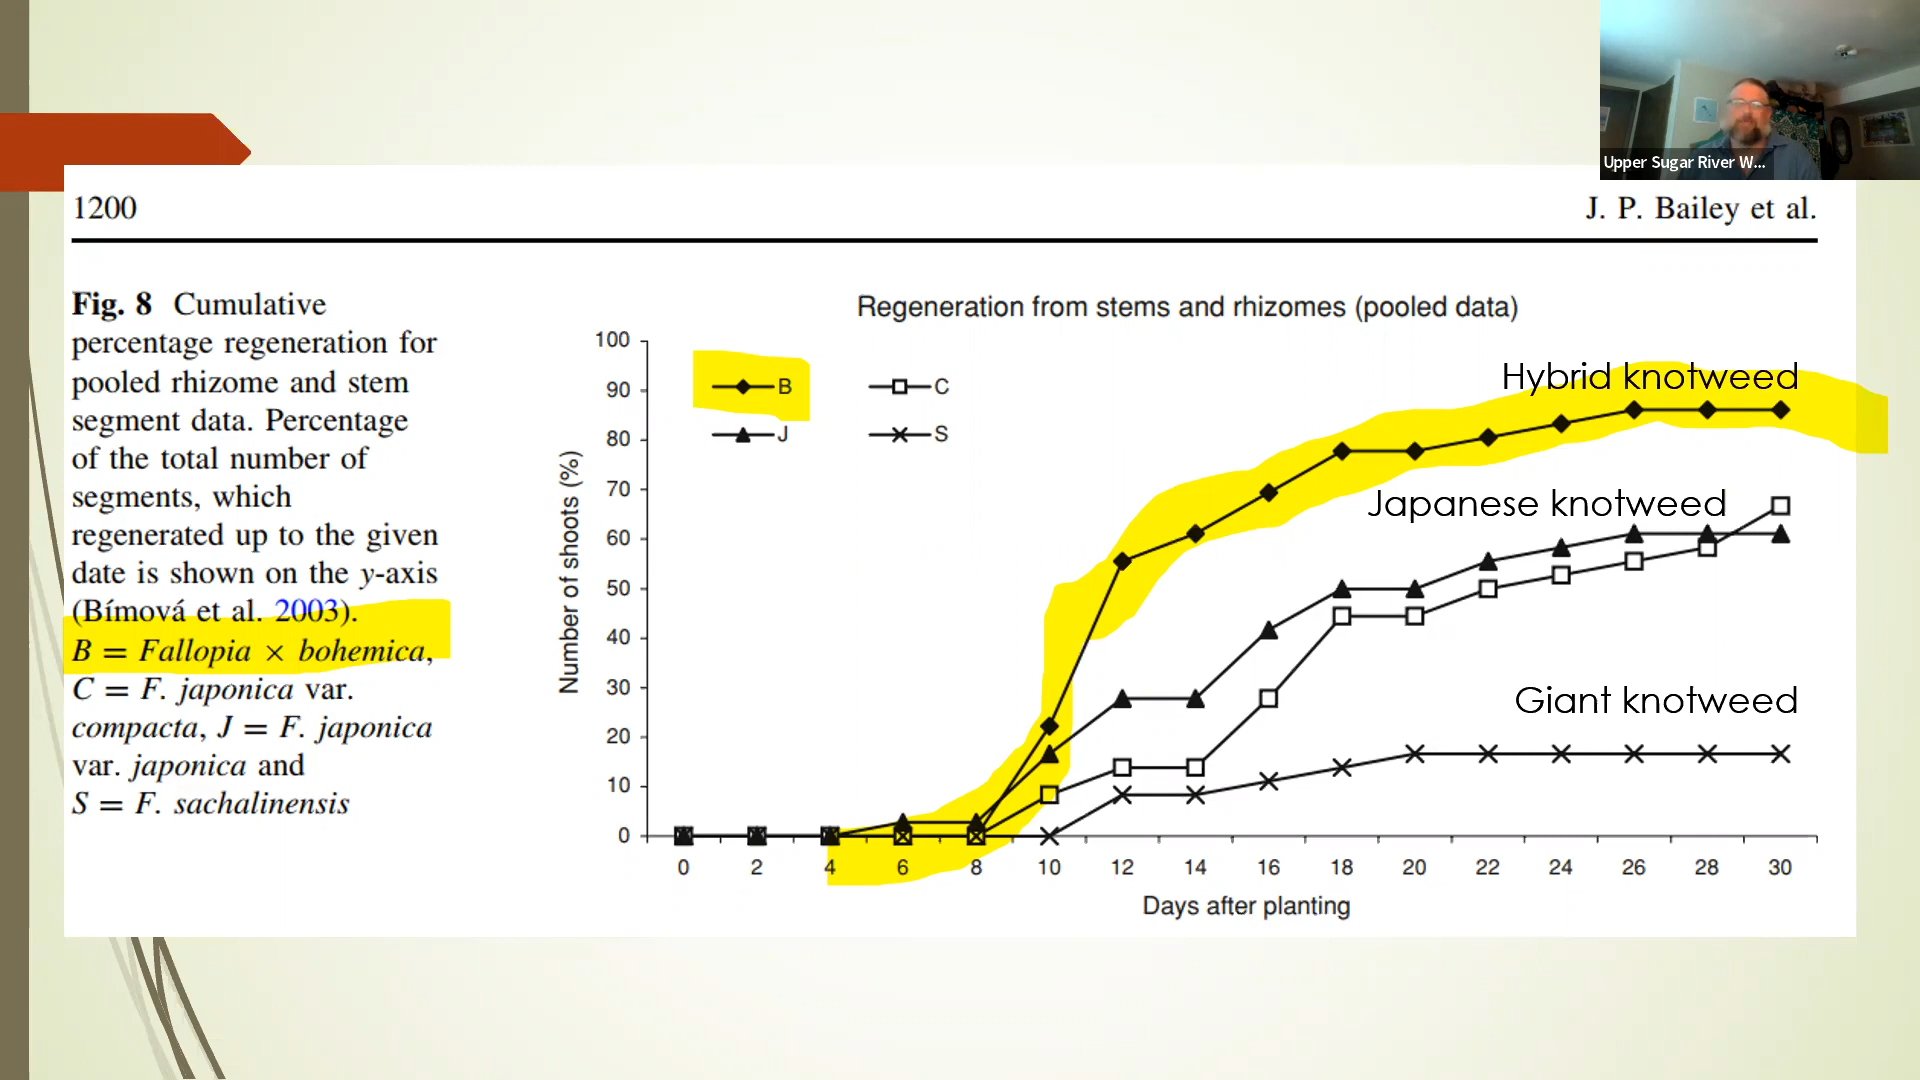 Upper Sugar River W...
1200
J. P. Bailey et al.
Fig. 8 Cumulative
percentage regeneration for
pooled rhizome and stem
segment data. Percentage
of the total number of
segments, which
regenerated up to the given
date is shown on the y-axis
(Bímová et al. 2003).
B = Fallopia × bohemica,
C = F. japonica var.
compacta, J = F. japonica
var. japonica and
S = F. sachalinensis
Regeneration from stems and rhizomes (pooled data)
Number of shoots (%)
100
90
80
70
60
50
40
30
20
10
0
B
C
J
S
Hybrid knotweed
Japanese knotweed
Giant knotweed
0 2 4 6 8 10 12 14 16 18 20 22 24 26 28 30
Days after planting